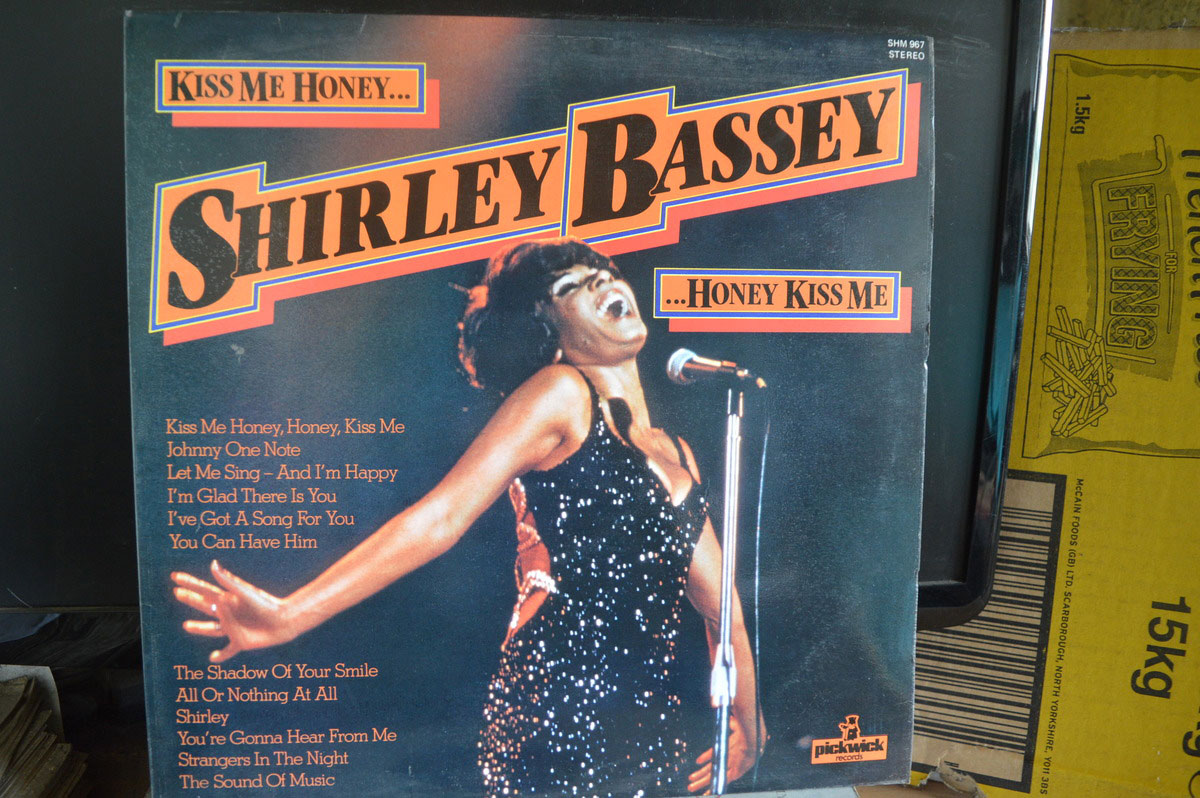 SHM 967
STEREO
KISS ME HONEY...
SHIRLEY BASSEY
...HONEY KISS ME
Kiss Me Honey, Honey, Kiss Me
Johnny One Note
Let Me Sing – And I'm Happy
I'm Glad There Is You
I've Got A Song For You
You Can Have Him
The Shadow Of Your Smile
All Or Nothing At All
Shirley
You're Gonna Hear From Me
Strangers In The Night
The Sound Of Music
pickwick
records
1.5kg
FOR
FRYING
McCAIN FOODS (GB) LTD, SCARBOROUGH, NORTH YORKSHIRE, YO11 3BS
15kg